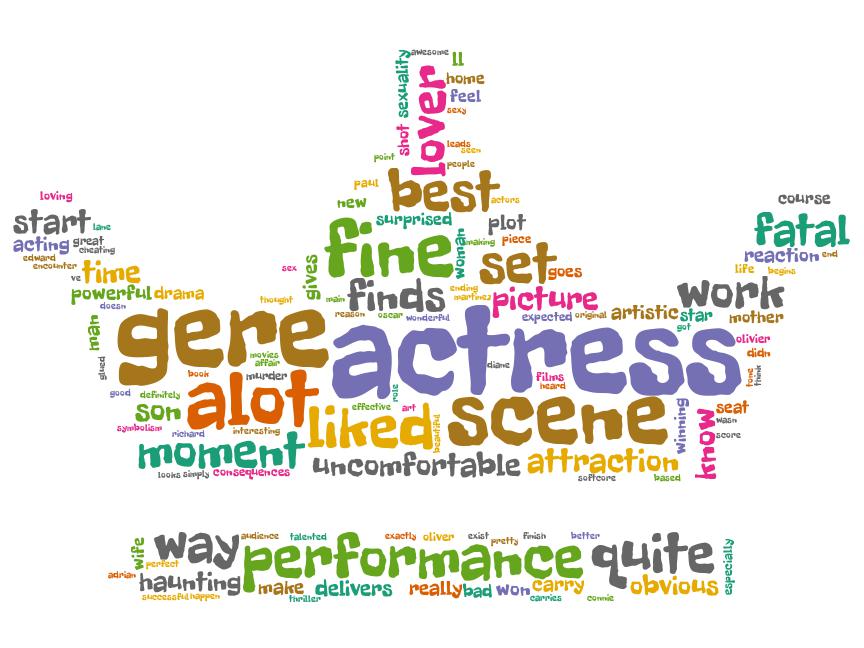 awesome
ll
sexuality
lover
home
feel
sexy
shot
leads
seen
point
people
paul
best
actors
loving
new
course
start
lane
surprised
plot
fatal
acting
great
cheating
fine
woman
making
piece
edward
reaction
end
encounter
time
sex
gives
set
goes
life
begins
ve
powerful
drama
thought
main
finds
ending
martinez
picture
work
doesn
man
reason
oscar
wonderful
expected
original
artistic
star
mother
gere
actress
got
olivier
glued
movies
affair
diane
didn
tone
think
book
murder
films
heard
good
definitely
alot
role
scene
son
effective
art
liked
beautiful
winning
know
seat
wasn
symbolism
richard
interesting
score
moment
uncomfortable
attraction
looks
simply
consequences
softcore
based
wife
way
audience
talented
exactly
oliver
exist
pretty
finish
better
especially
performance
quite
perfect
adrian
haunting
make
delivers
really
bad
won
carry
obvious
successful
happen
thriller
carries
connie